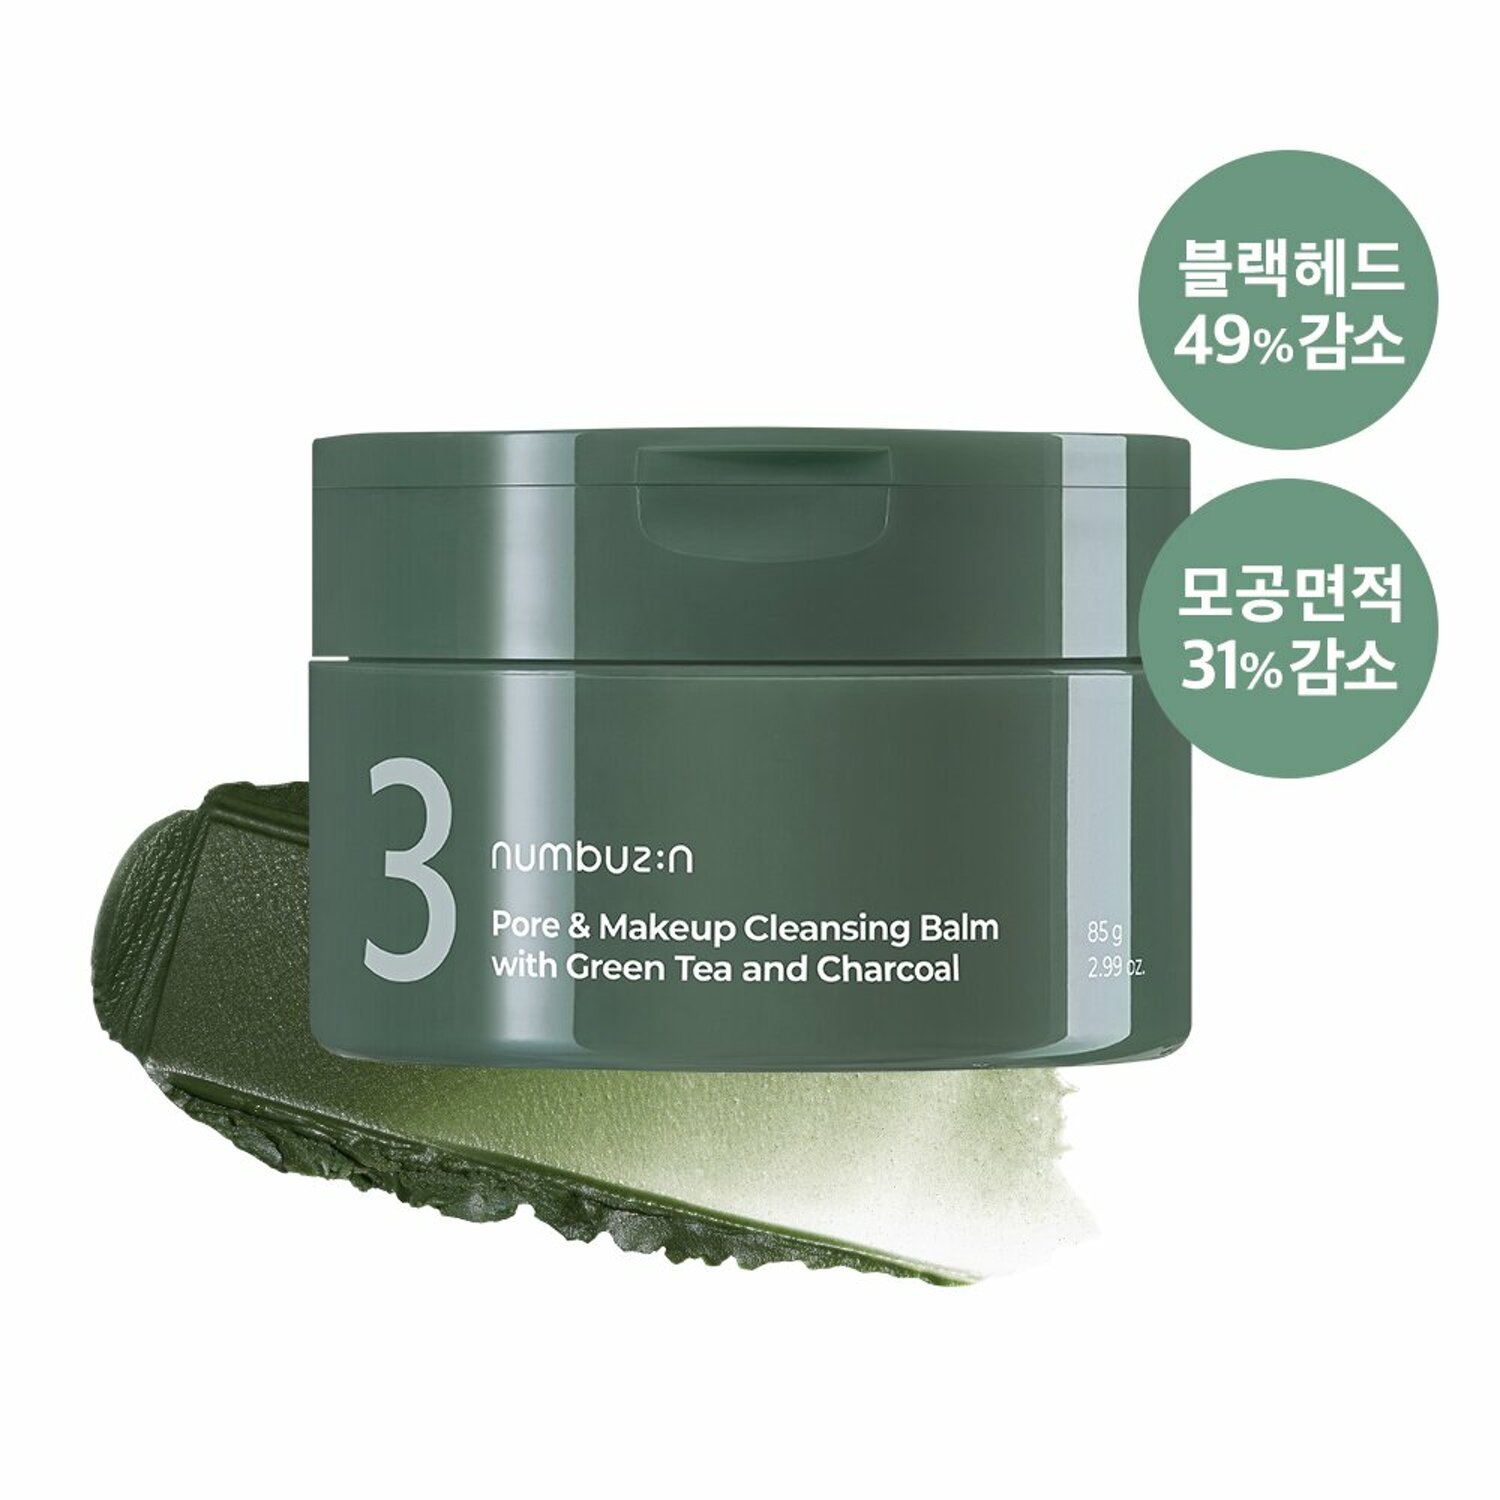 블랙헤드
49%감소
모공면적
31%감소
3
numbuz:n
Pore & Makeup Cleansing Balm
with Green Tea and Charcoal
85 g
2.99 oz.